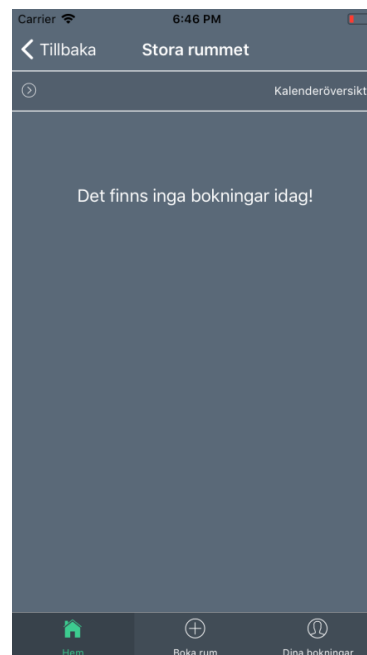 Carrier 6:46 PM
Tillbaka Stora rummet
Kalenderöversikt
Det finns inga bokningar idag!
Hem Boka rum Dina bokningar